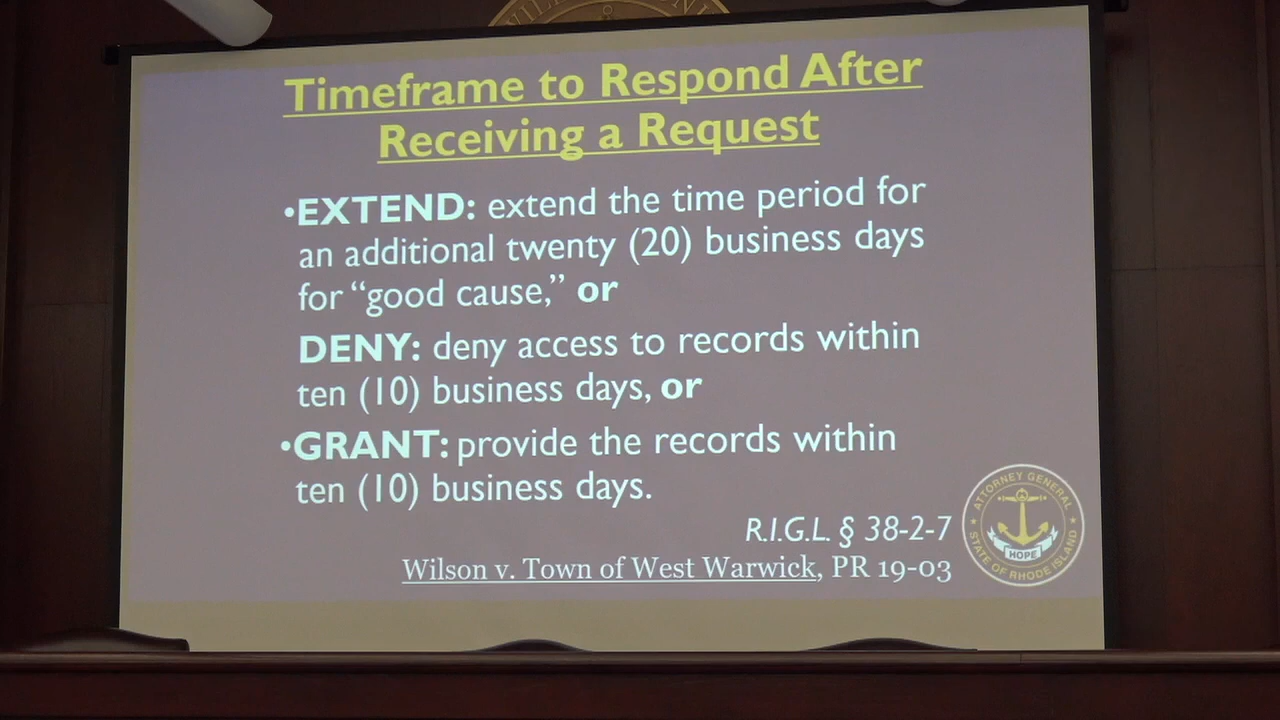 Timeframe to Respond After
Receiving a Request
•EXTEND: extend the time period for
an additional twenty (20) business days
for “good cause,” or
DENY: deny access to records within
ten (10) business days, or
•GRANT: provide the records within
ten (10) business days.
R.I.G.L. § 38-2-7
Wilson v. Town of West Warwick, PR 19-03
ATTORNEY GENERAL
HOPE
STATE OF RHODE ISLAND